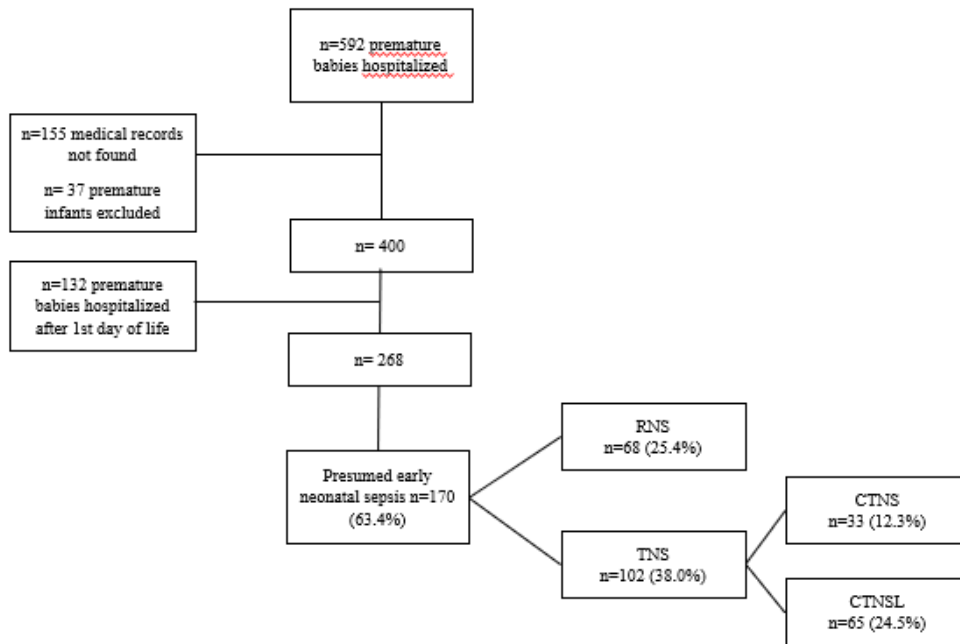 n=592 premature
babies hospitalized
n=155 medical records
not found
n= 37 premature
infants excluded
n= 400
n=132 premature
babies hospitalized
after 1st day of life
n= 268
RNS
n=68 (25.4%)
Presumed early
neonatal sepsis n=170
(63.4%)
CTNS
n=33 (12.3%)
TNS
n=102 (38.0%)
CTNSL
n=65 (24.5%)